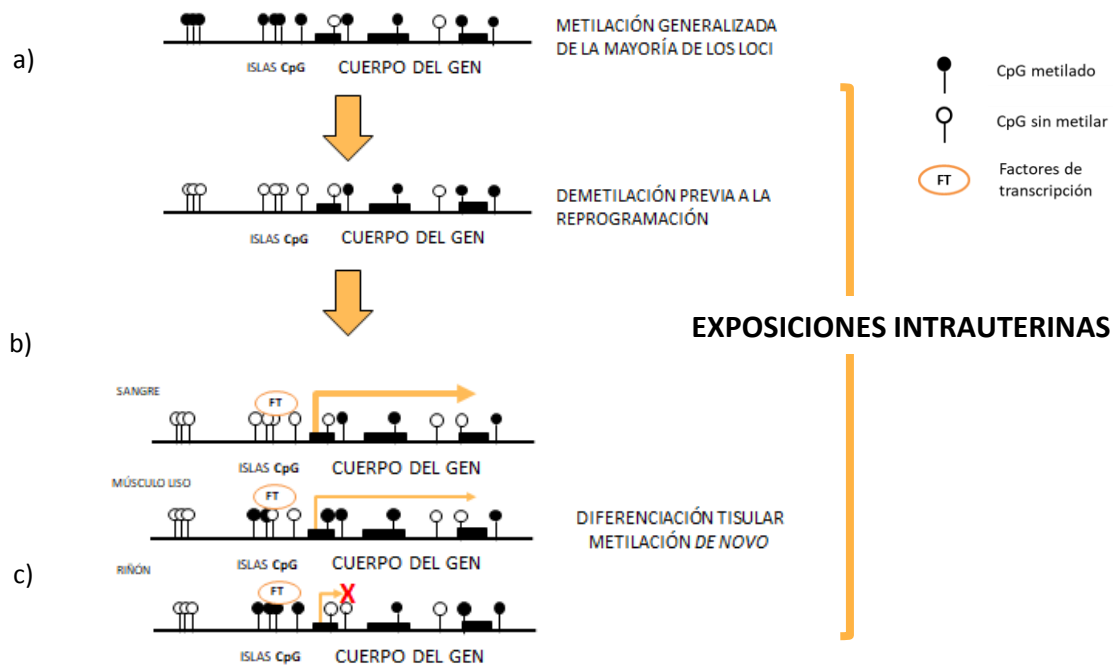 a)
METILACIÓN GENERALIZADA
DE LA MAYORÍA DE LOS LOCI
ISLAS CpG
CUERPO DEL GEN
CpG metilado
CpG sin metilar
FT
Factores de
transcripción
DEMETILACIÓN PREVIA A LA
REPROGRAMACIÓN
ISLAS CpG
CUERPO DEL GEN
EXPOSICIONES INTRAUTERINAS
b)
SANGRE
FT
ISLAS CpG
CUERPO DEL GEN
MÚSCULO LISO
FT
ISLAS CpG
CUERPO DEL GEN
DIFERENCIACIÓN TISULAR
METILACIÓN DE NOVO
c)
RIÑÓN
FT
X
ISLAS CpG
CUERPO DEL GEN